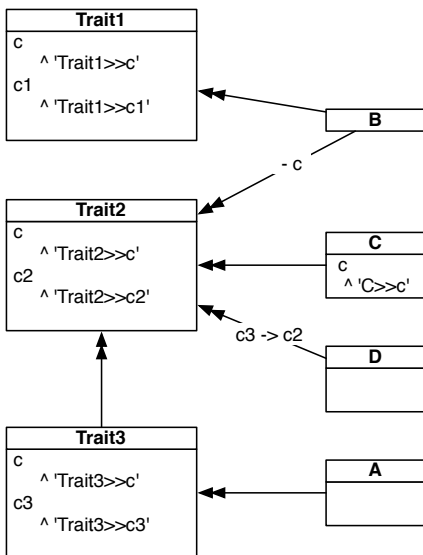 Trait1
c
^ 'Trait1>>c'
c1
^ 'Trait1>>c1'
B
- c
Trait2
c
^ 'Trait2>>c'
c2
^ 'Trait2>>c2'
C
c
^ 'C>>c'
c3 -> c2
D
Trait3
c
^ 'Trait3>>c'
c3
^ 'Trait3>>c3'
A